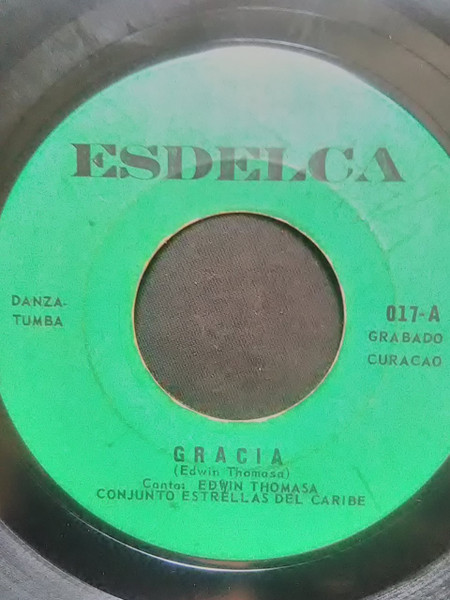 ESDELCA
DANZA-
TUMBA
017-A
GRABADO
CURACAO
GRACIA
(Edwin Thomasa)
Canta: EDWIN THOMASA
CONJUNTO ESTRELLAS DEL CARIBE